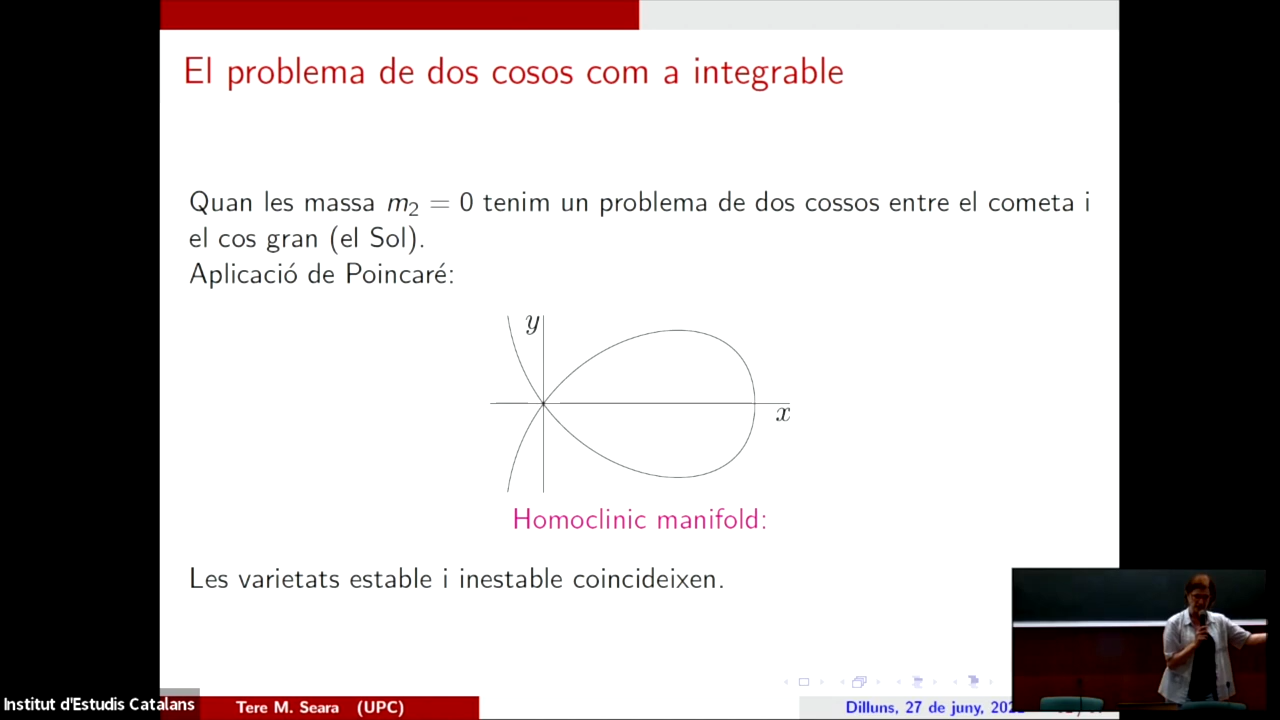 El problema de dos cosos com a integrable
Quan les massa m₂ = 0 tenim un problema de dos cossos entre el cometa i
el cos gran (el Sol).
Aplicació de Poincaré:
y
x
Homoclinic manifold:
Les varietats estable i inestable coincideixen.
Institut d'Estudis Catalans
Tere M. Seara (UPC)
Dilluns, 27 de juny,